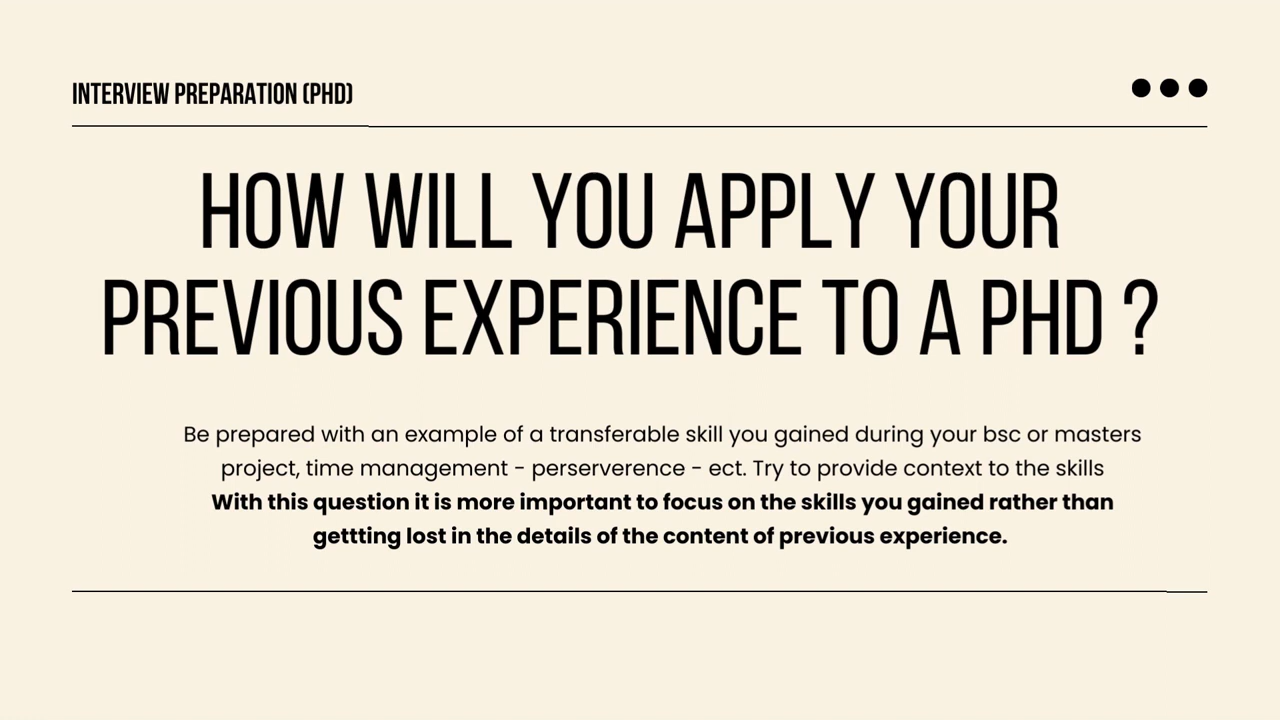 INTERVIEW PREPARATION (PHD)
HOW WILL YOU APPLY YOUR
PREVIOUS EXPERIENCE TO A PHD ?
Be prepared with an example of a transferable skill you gained during your bsc or masters
project, time management - perserverence - ect. Try to provide context to the skills
With this question it is more important to focus on the skills you gained rather than
gettting lost in the details of the content of previous experience.